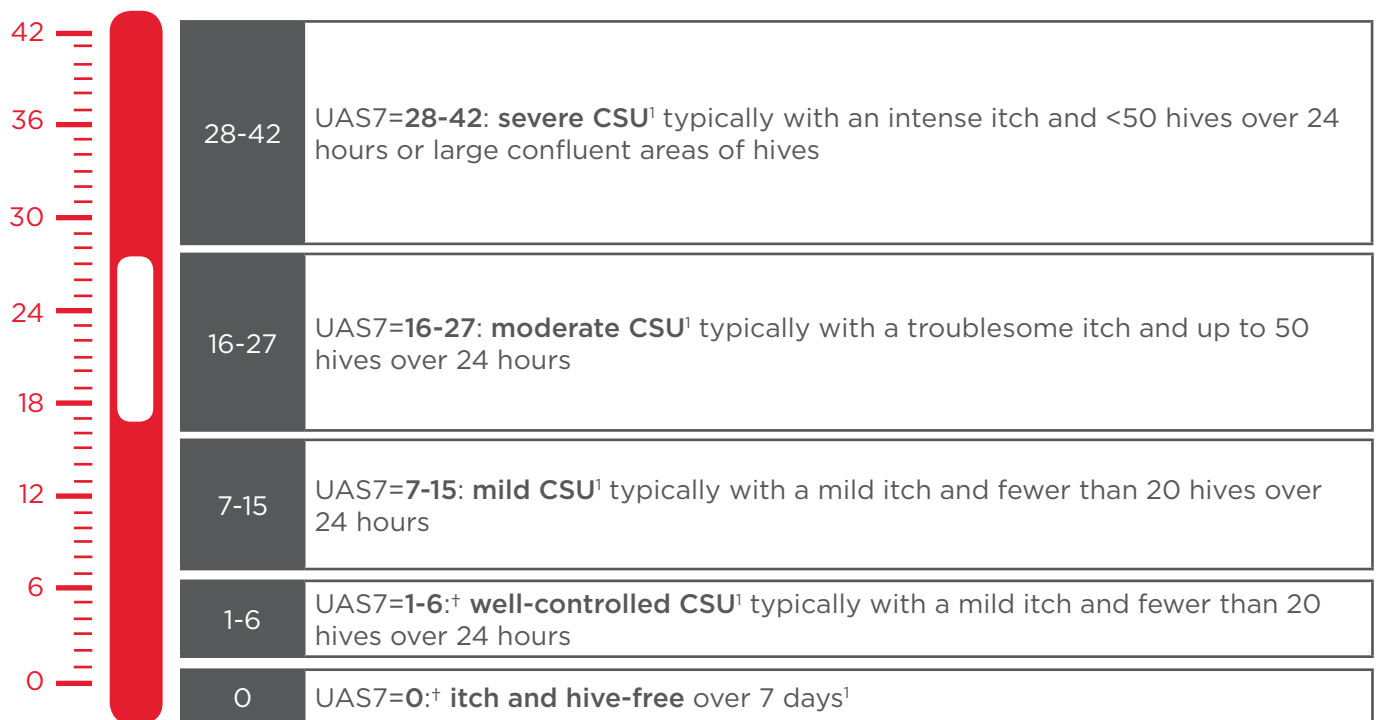 42
36
30
24
18
12
6
0
28-42
UAS7=28-42: severe CSU¹ typically with an intense itch and <50 hives over 24
hours or large confluent areas of hives
16-27
UAS7=16-27: moderate CSU¹ typically with a troublesome itch and up to 50
hives over 24 hours
7-15
UAS7=7-15: mild CSU¹ typically with a mild itch and fewer than 20 hives over
24 hours
1-6
UAS7=1-6:† well-controlled CSU¹ typically with a mild itch and fewer than 20
hives over 24 hours
0
UAS7=0:† itch and hive-free over 7 days¹